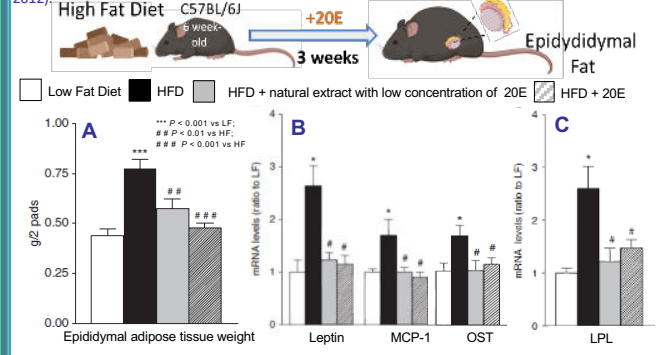 2012).
High Fat Diet
C57BL/6J
6 week-
old
+20E
3 weeks
Epidydidymal
Fat
Low Fat Diet
HFD
HFD + natural extract with low concentration of 20E
HFD + 20E
A
*** P < 0.001 vs LF;
# # P < 0.01 vs HF;
# # # P < 0.001 vs HF
1.00
0.75
0.50
0.25
0.00
g/2 pads
***
# #
# # #
Epididymal adipose tissue weight
B
4
3
2
1
0
mRNA levels (ratio to LF)
*
#
#
*
#
#
*
#
#
Leptin
MCP-1
OST
C
4
3
2
1
0
mRNA levels (ratio to LF)
*
#
#
LPL